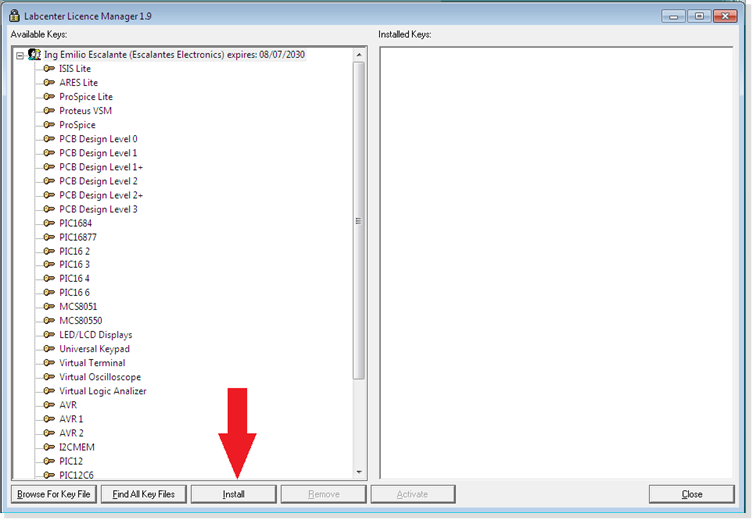 Labcenter Licence Manager 1.9
Available Keys:
Installed Keys:
Ing Emilio Escalante (Escalantes Electronics) expires: 08/07/2030
ISIS Lite
ARES Lite
ProSpice Lite
Proteus VSM
ProSpice
PCB Design Level 0
PCB Design Level 1
PCB Design Level 1+
PCB Design Level 2
PCB Design Level 2+
PCB Design Level 3
PIC1684
PIC16877
PIC16 2
PIC16 3
PIC16 4
PIC16 6
MCS8051
MCS80550
LED/LCD Displays
Universal Keypad
Virtual Terminal
Virtual Oscilloscope
Virtual Logic Analizer
AVR
AVR 1
AVR 2
I2CMEM
PIC12
PIC12C6
Browse For Key File
Find All Key Files
Install
Remove
Activate
Close